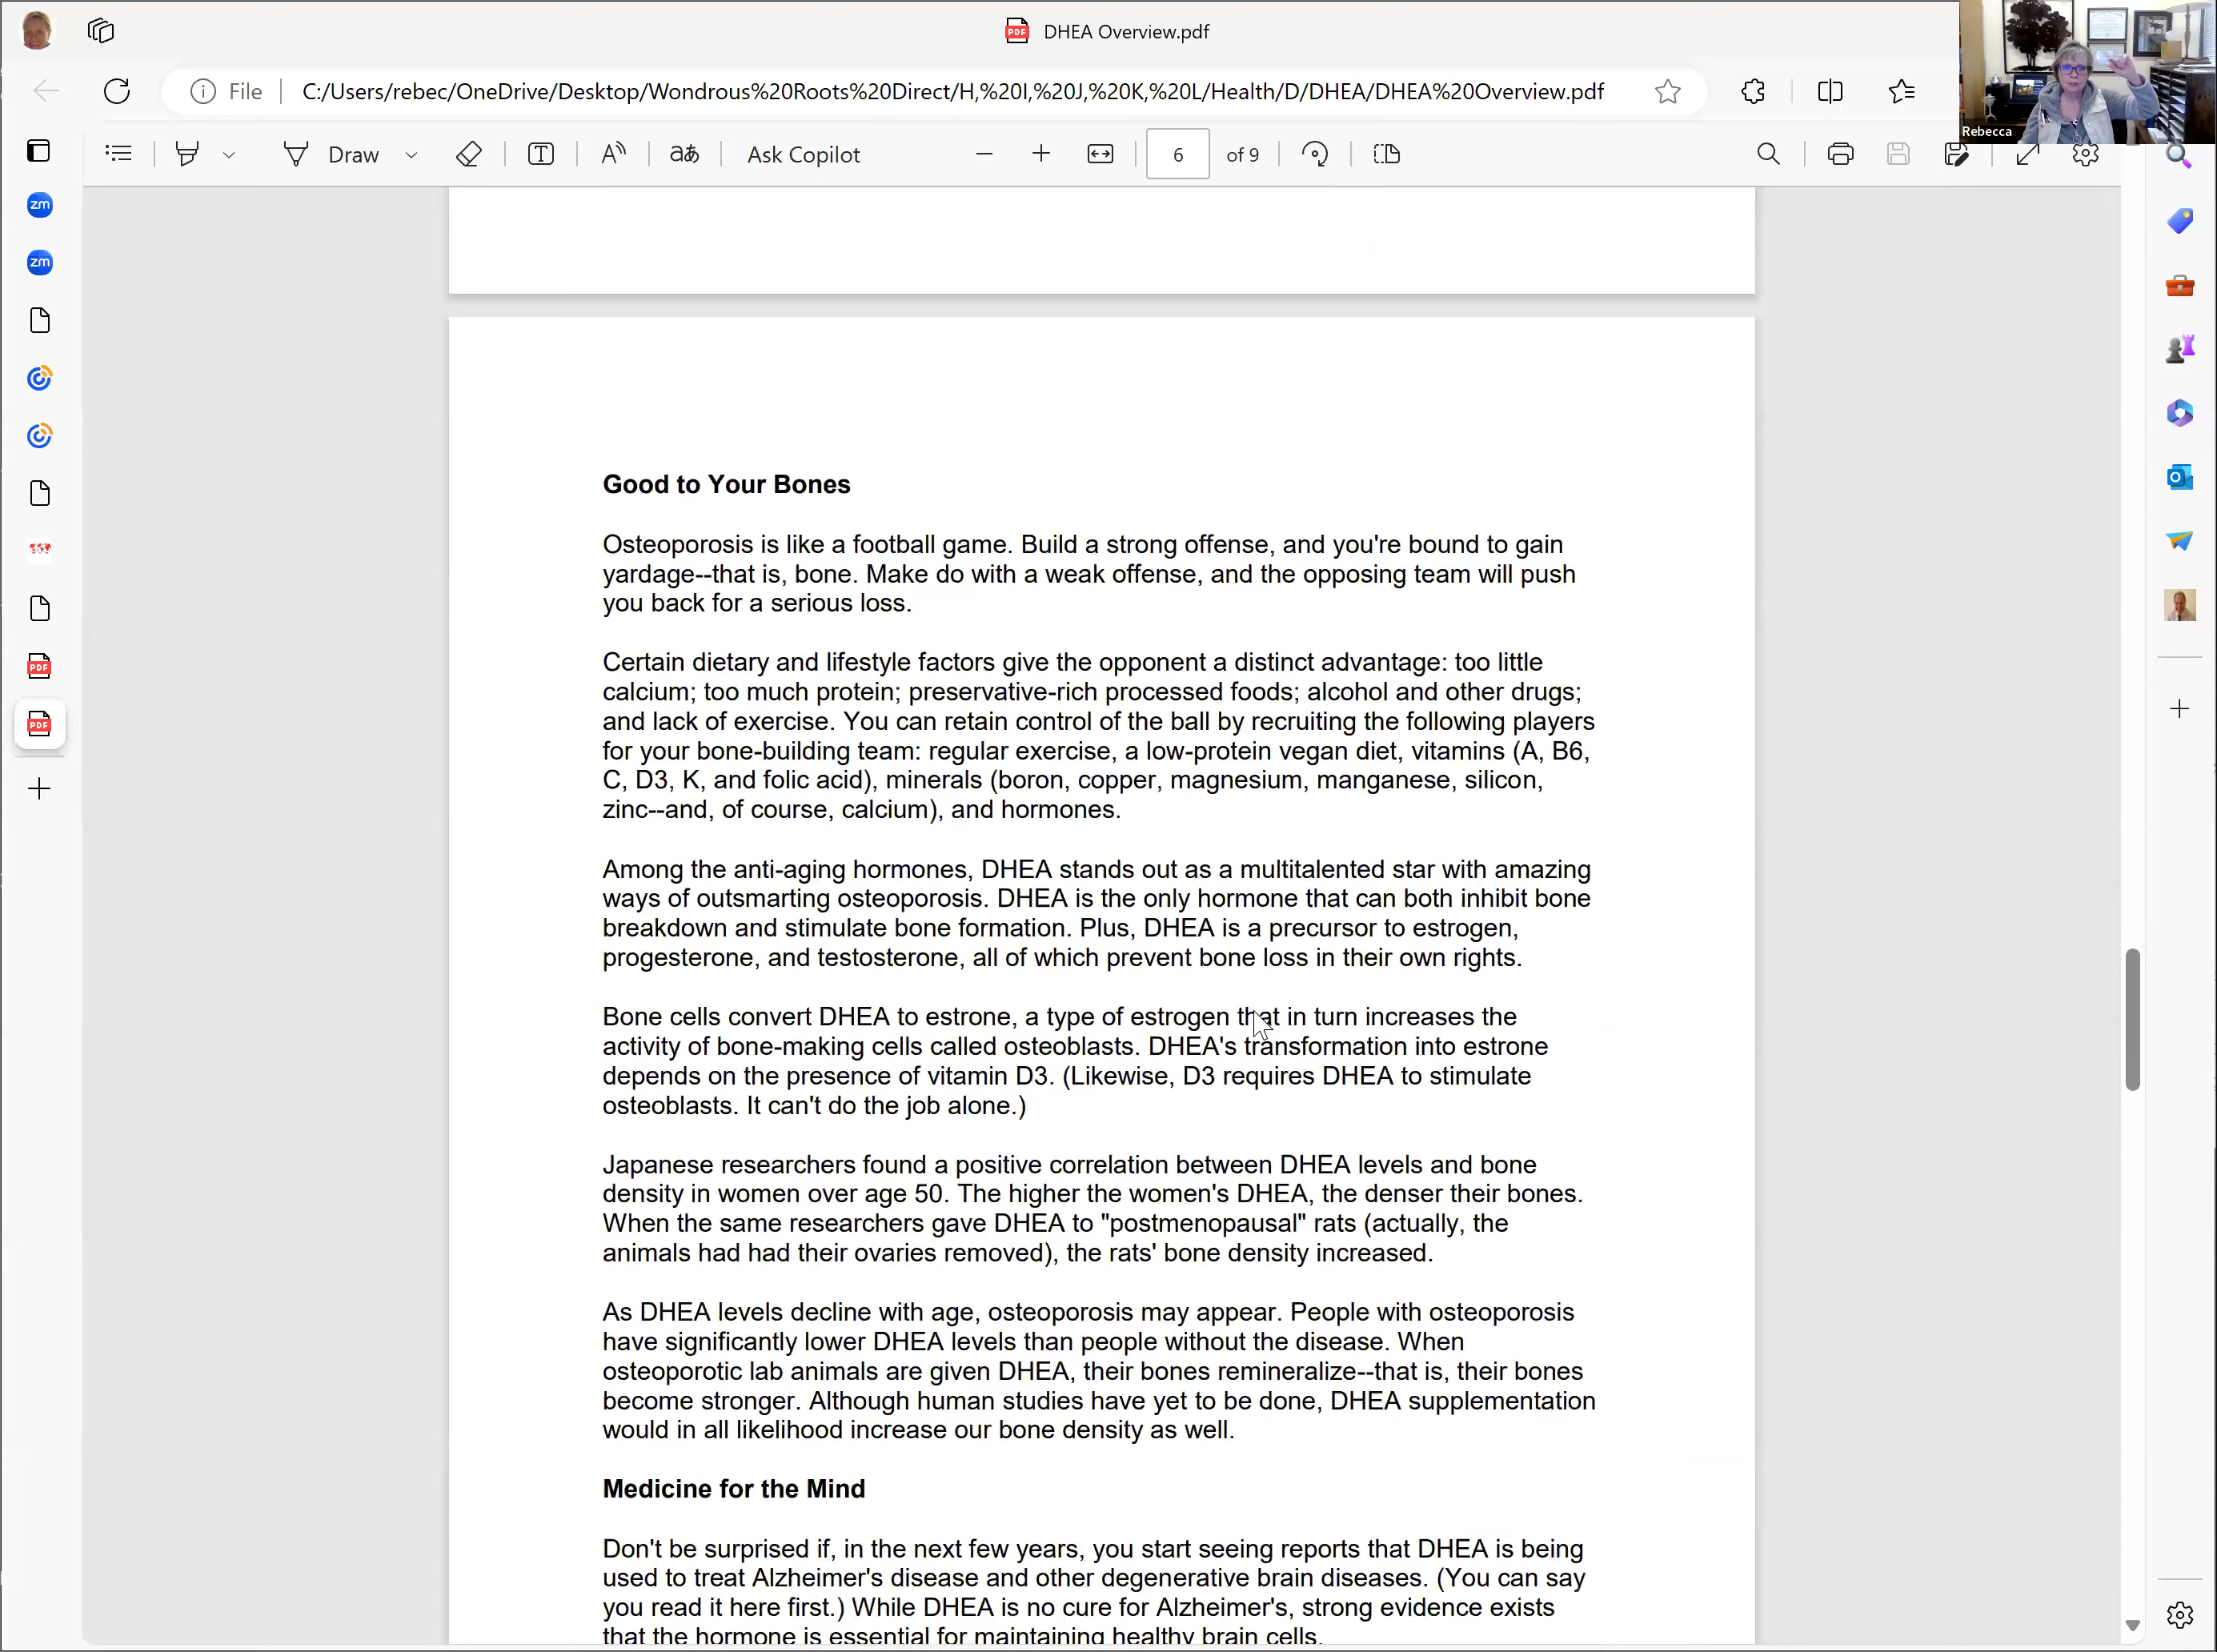 DHEA Overview.pdf
File
C:/Users/rebec/OneDrive/Desktop/Wondrous%20Roots%20Direct/H,%20I,%20J,%20K,%20L/Health/D/DHEA/DHEA%20Overview.pdf
Rebecca
Draw
aあ
Ask Copilot
6
of 9
zm
zm
PDF
PDF
Good to Your Bones
Osteoporosis is like a football game. Build a strong offense, and you're bound to gain
yardage--that is, bone. Make do with a weak offense, and the opposing team will push
you back for a serious loss.
Certain dietary and lifestyle factors give the opponent a distinct advantage: too little
calcium; too much protein; preservative-rich processed foods; alcohol and other drugs;
and lack of exercise. You can retain control of the ball by recruiting the following players
for your bone-building team: regular exercise, a low-protein vegan diet, vitamins (A, B6,
C, D3, K, and folic acid), minerals (boron, copper, magnesium, manganese, silicon,
zinc--and, of course, calcium), and hormones.
Among the anti-aging hormones, DHEA stands out as a multitalented star with amazing
ways of outsmarting osteoporosis. DHEA is the only hormone that can both inhibit bone
breakdown and stimulate bone formation. Plus, DHEA is a precursor to estrogen,
progesterone, and testosterone, all of which prevent bone loss in their own rights.
Bone cells convert DHEA to estrone, a type of estrogen that in turn increases the
activity of bone-making cells called osteoblasts. DHEA's transformation into estrone
depends on the presence of vitamin D3. (Likewise, D3 requires DHEA to stimulate
osteoblasts. It can't do the job alone.)
Japanese researchers found a positive correlation between DHEA levels and bone
density in women over age 50. The higher the women's DHEA, the denser their bones.
When the same researchers gave DHEA to "postmenopausal" rats (actually, the
animals had had their ovaries removed), the rats' bone density increased.
As DHEA levels decline with age, osteoporosis may appear. People with osteoporosis
have significantly lower DHEA levels than people without the disease. When
osteoporotic lab animals are given DHEA, their bones remineralize--that is, their bones
become stronger. Although human studies have yet to be done, DHEA supplementation
would in all likelihood increase our bone density as well.
Medicine for the Mind
Don't be surprised if, in the next few years, you start seeing reports that DHEA is being
used to treat Alzheimer's disease and other degenerative brain diseases. (You can say
you read it here first.) While DHEA is no cure for Alzheimer's, strong evidence exists
that the hormone is essential for maintaining healthy brain cells.